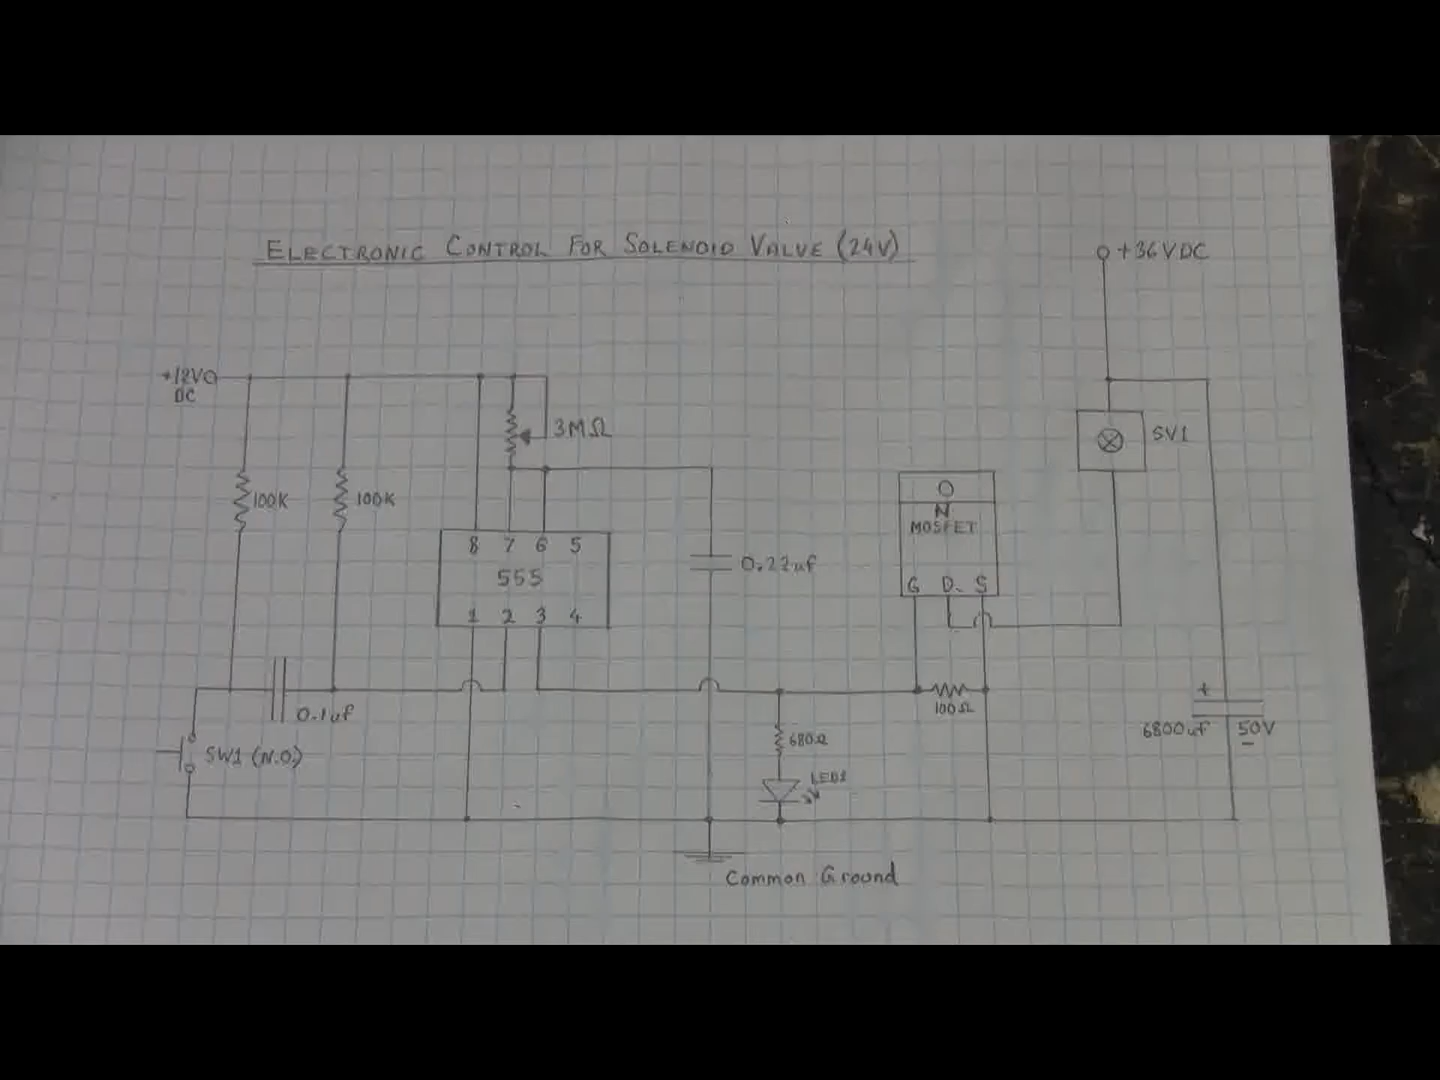 ELECTRONIC CONTROL FOR SOLENOID VALVE (24V)
+36VDC
+12V
DC
3MΩ
SV1
100K
100K
N
MOSFET
8 7 6 5
555
0.22uf
G D S
1 2 3 4
0.1uf
100Ω
6800uf 50V
680Ω
SW1 (N.O)
LED1
Common Ground